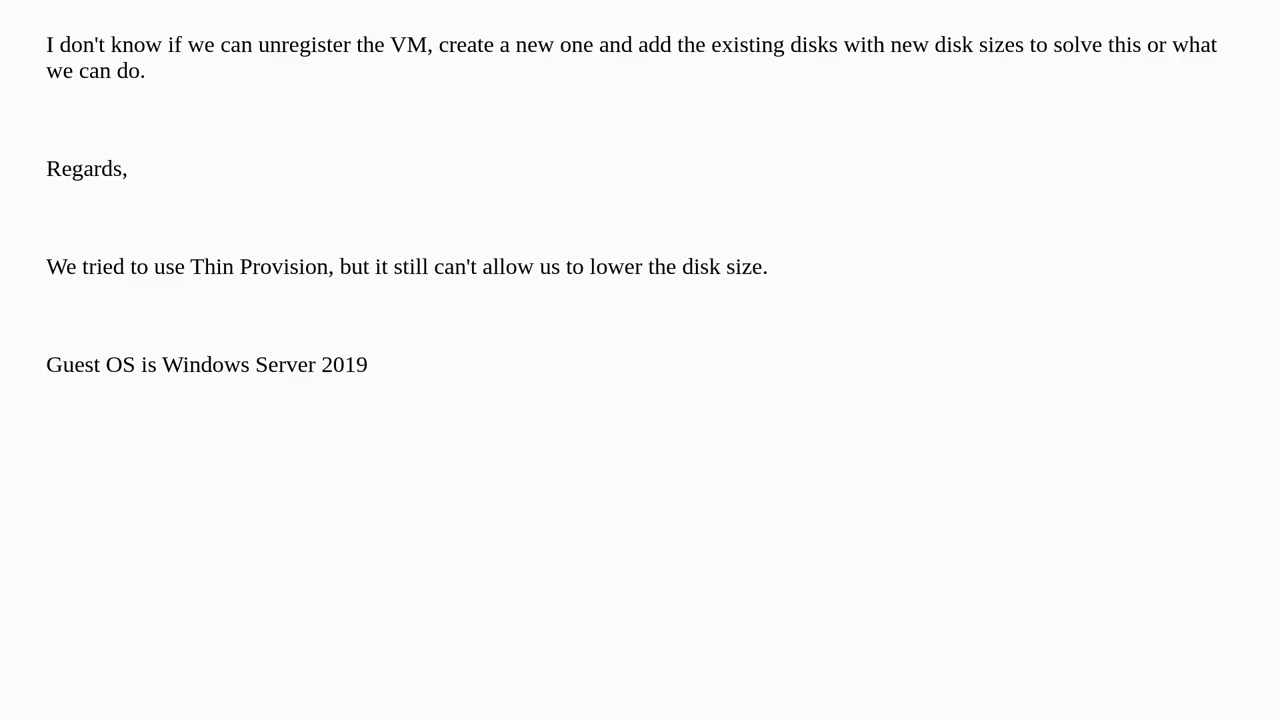 I don't know if we can unregister the VM, create a new one and add the existing disks with new disk sizes to solve this or what
we can do.
Regards,
We tried to use Thin Provision, but it still can't allow us to lower the disk size.
Guest OS is Windows Server 2019